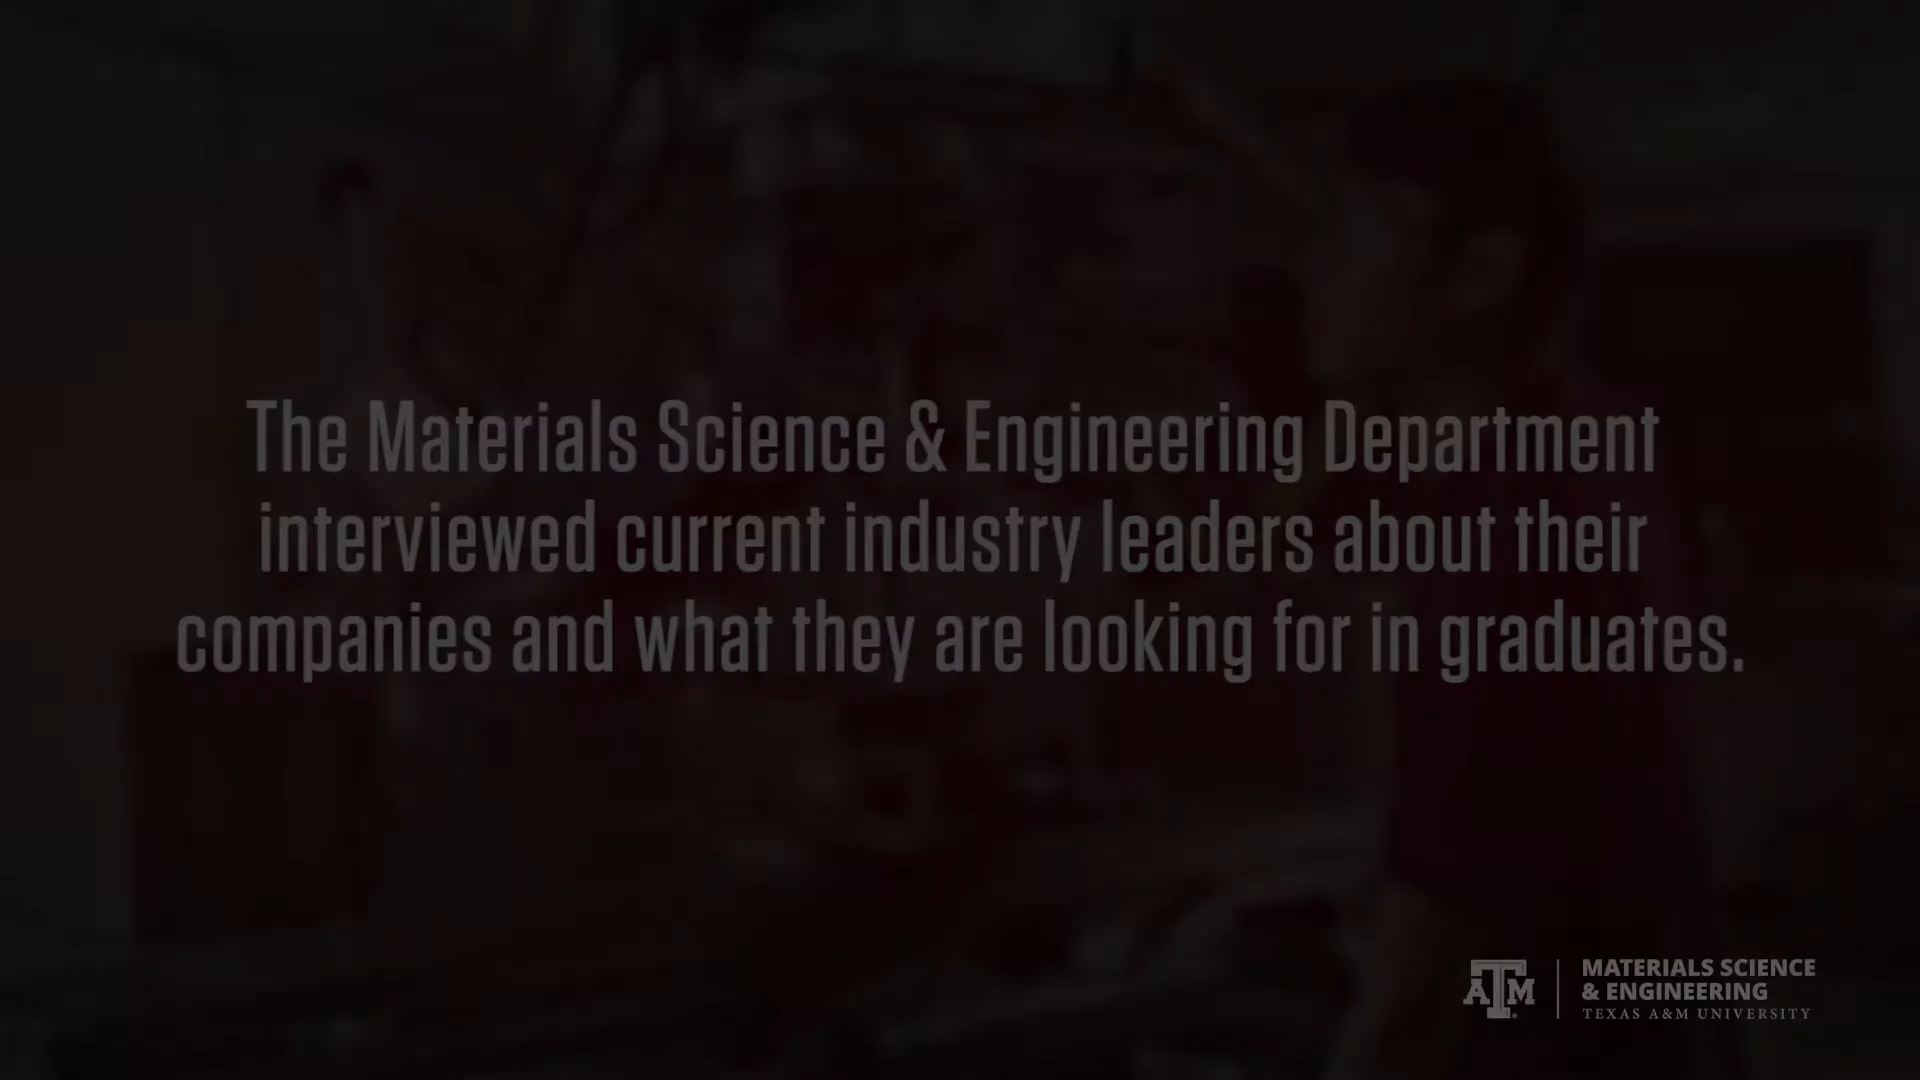 The Materials Science & Engineering Department
interviewed current industry leaders about their
companies and what they are looking for in graduates.
ATM
MATERIALS SCIENCE
& ENGINEERING
TEXAS A&M UNIVERSITY